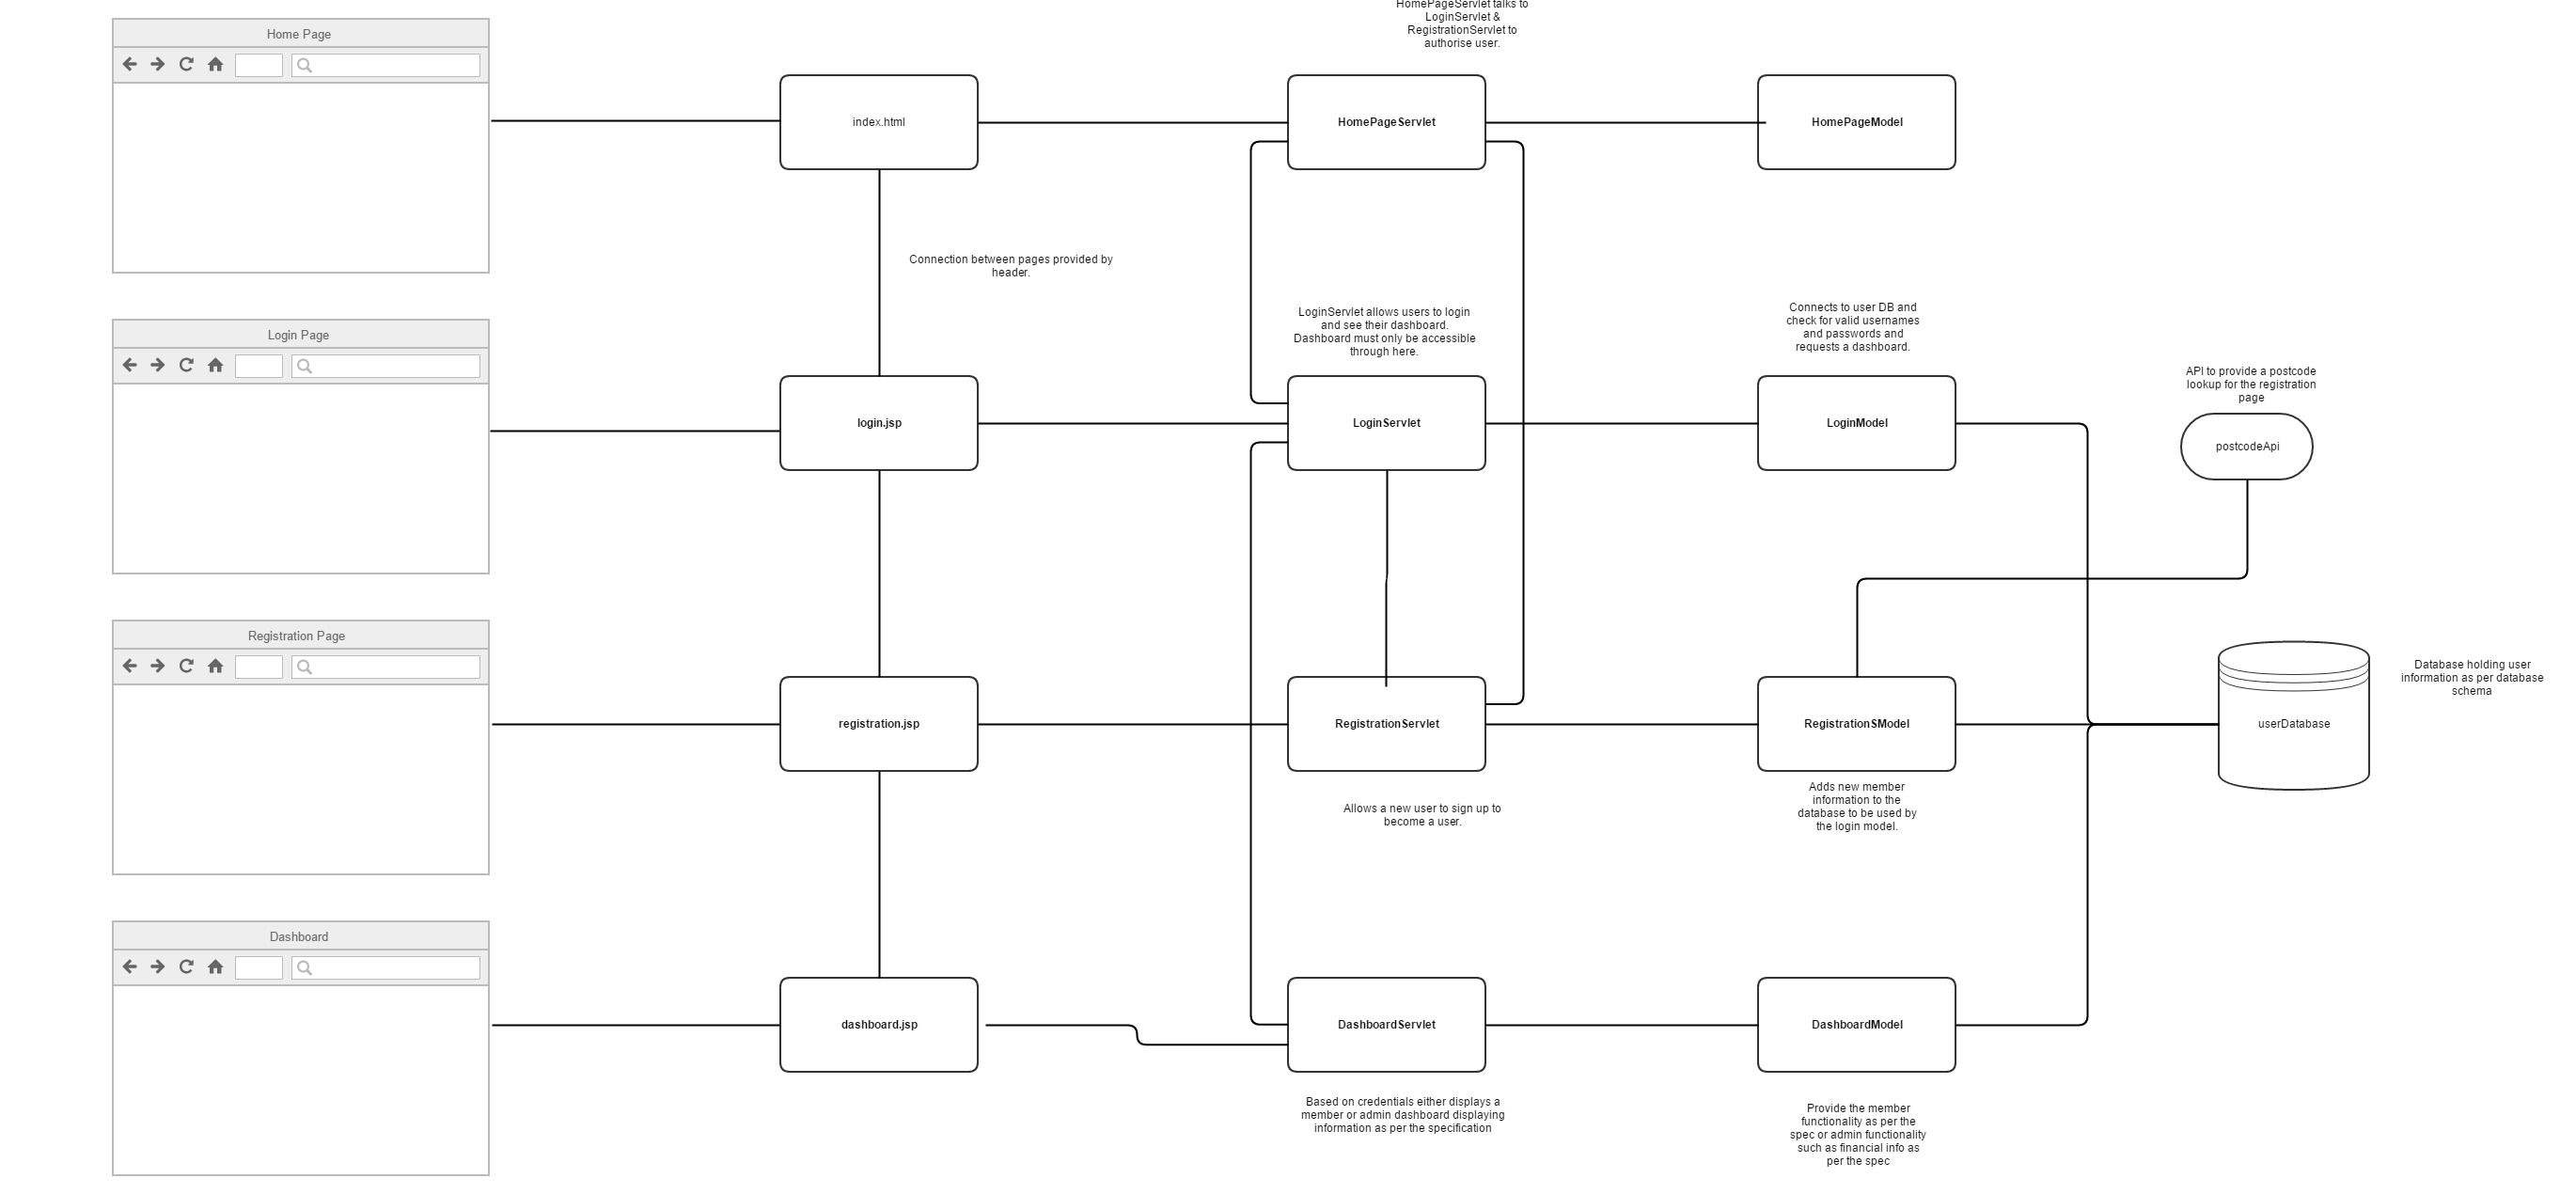 HomePageServlet talks to
LoginServlet &
RegistrationServlet to
authorise user.
Home Page
index.html
HomePageServlet
HomePageModel
Connection between pages provided by
header.
LoginServlet allows users to login
and see their dashboard.
Dashboard must only be accessible
through here.
Connects to user DB and
check for valid usernames
and passwords and
requests a dashboard.
Login Page
login.jsp
LoginServlet
LoginModel
API to provide a postcode
lookup for the registration
page
postcodeApi
Registration Page
registration.jsp
RegistrationServlet
RegistrationSModel
userDatabase
Database holding user
information as per database
schema
Allows a new user to sign up to
become a user.
Adds new member
information to the
database to be used by
the login model.
Dashboard
dashboard.jsp
DashboardServlet
DashboardModel
Based on credentials either displays a
member or admin dashboard displaying
information as per the specification
Provide the member
functionality as per the
spec or admin functionality
such as financial info as
per the spec